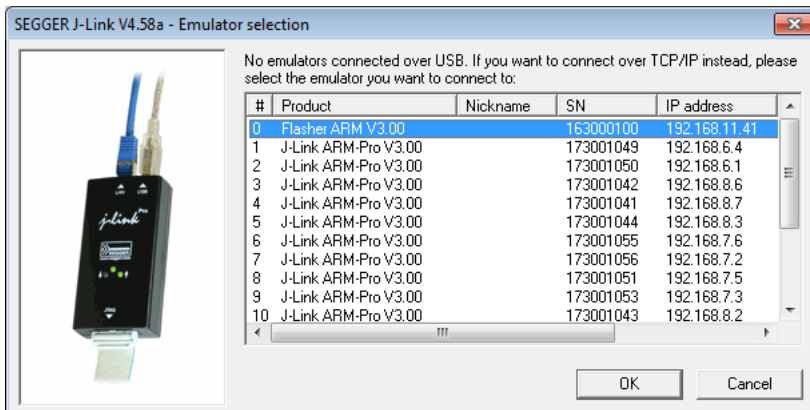 SEGGER J-Link V4.58a - Emulator selection
No emulators connected over USB. If you want to connect over TCP/IP instead, please
select the emulator you want to connect to:
# Product Nickname SN IP address
0 Flasher ARM V3.00 163000100 192.168.11.41
1 J-Link ARM-Pro V3.00 173001049 192.168.6.4
2 J-Link ARM-Pro V3.00 173001050 192.168.6.1
3 J-Link ARM-Pro V3.00 173001042 192.168.8.6
4 J-Link ARM-Pro V3.00 173001041 192.168.8.7
5 J-Link ARM-Pro V3.00 173001044 192.168.8.3
6 J-Link ARM-Pro V3.00 173001055 192.168.7.6
7 J-Link ARM-Pro V3.00 173001056 192.168.7.2
8 J-Link ARM-Pro V3.00 173001051 192.168.7.5
9 J-Link ARM-Pro V3.00 173001053 192.168.7.3
10 J-Link ARM-Pro V3.00 173001043 192.168.8.2
LAN USB
J-Link Pro
JTAG
OK Cancel